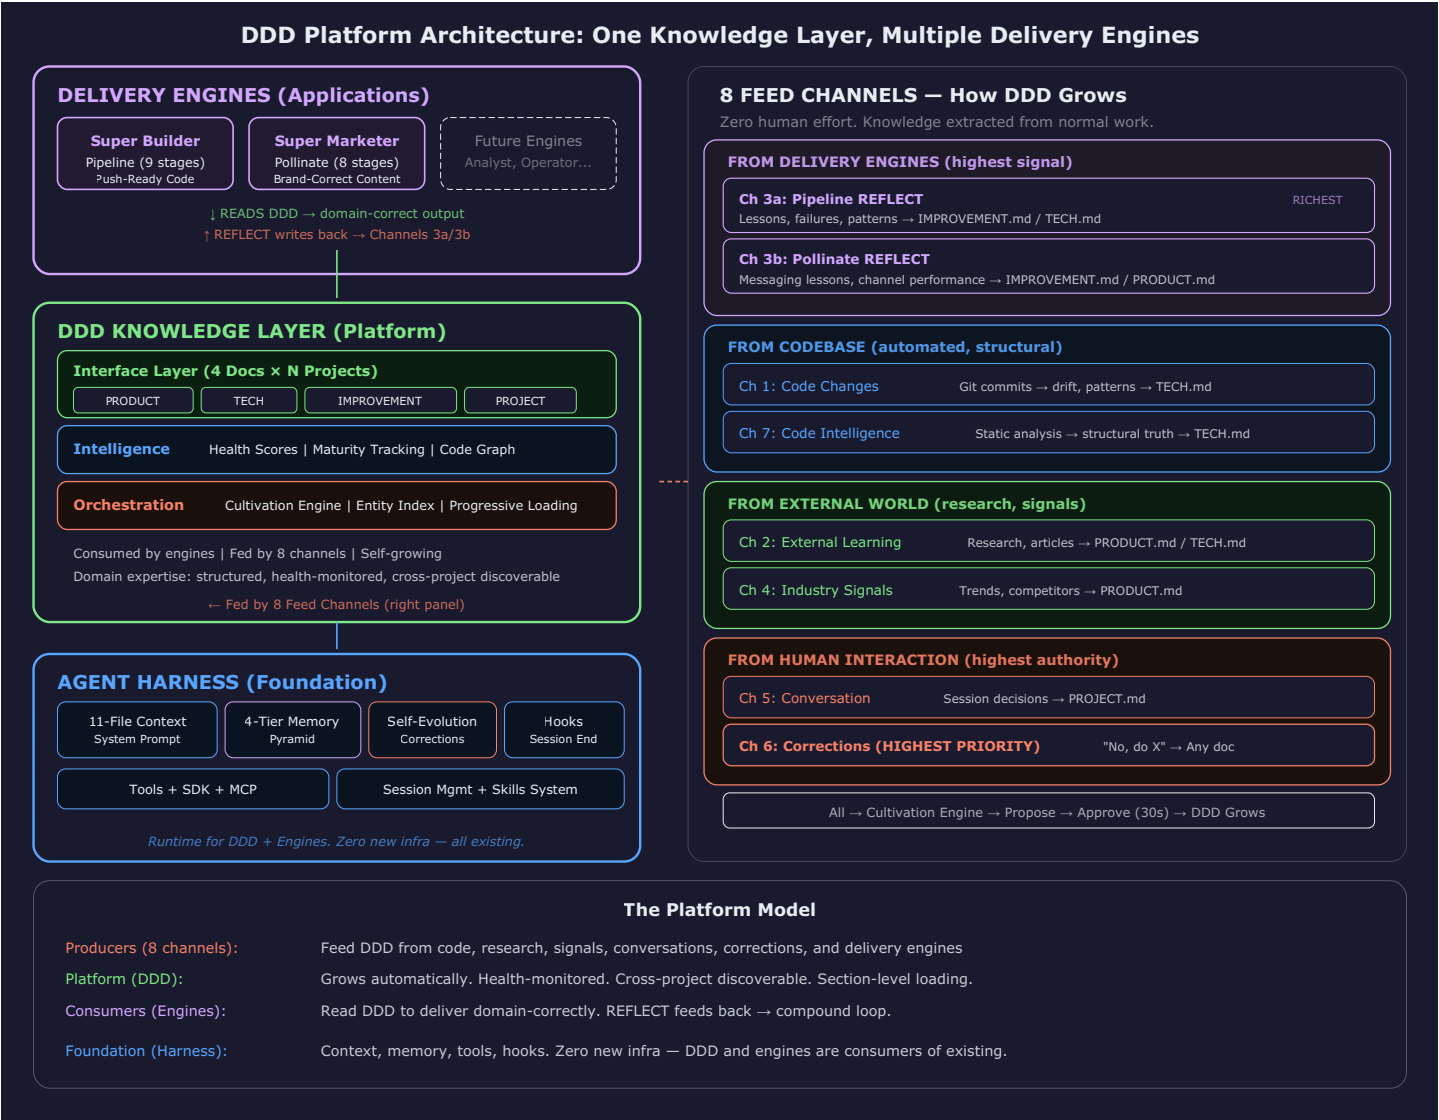 DDD Platform Architecture: One Knowledge Layer, Multiple Delivery Engines
DELIVERY ENGINES (Applications)
Super Builder
Pipeline (9 stages)
Push-Ready Code
Super Marketer
Pollinate (8 stages)
Brand-Correct Content
Future Engines
Analyst, Operator...
↓ READS DDD → domain-correct output
↑ REFLECT writes back → Channels 3a/3b
DDD KNOWLEDGE LAYER (Platform)
Interface Layer (4 Docs × N Projects)
PRODUCT
TECH
IMPROVEMENT
PROJECT
Intelligence
Health Scores | Maturity Tracking | Code Graph
Orchestration
Cultivation Engine | Entity Index | Progressive Loading
Consumed by engines | Fed by 8 channels | Self-growing
Domain expertise: structured, health-monitored, cross-project discoverable
← Fed by 8 Feed Channels (right panel)
AGENT HARNESS (Foundation)
11-File Context
System Prompt
4-Tier Memory
Pyramid
Self-Evolution
Corrections
Hooks
Session End
Tools + SDK + MCP
Session Mgmt + Skills System
Runtime for DDD + Engines. Zero new infra — all existing.
8 FEED CHANNELS — How DDD Grows
Zero human effort. Knowledge extracted from normal work.
FROM DELIVERY ENGINES (highest signal)
Ch 3a: Pipeline REFLECT
RICHEST
Lessons, failures, patterns → IMPROVEMENT.md / TECH.md
Ch 3b: Pollinate REFLECT
Messaging lessons, channel performance → IMPROVEMENT.md / PRODUCT.md
FROM CODEBASE (automated, structural)
Ch 1: Code Changes
Git commits → drift, patterns → TECH.md
Ch 7: Code Intelligence
Static analysis → structural truth → TECH.md
FROM EXTERNAL WORLD (research, signals)
Ch 2: External Learning
Research, articles → PRODUCT.md / TECH.md
Ch 4: Industry Signals
Trends, competitors → PRODUCT.md
FROM HUMAN INTERACTION (highest authority)
Ch 5: Conversation
Session decisions → PROJECT.md
Ch 6: Corrections (HIGHEST PRIORITY)
"No, do X" → Any doc
All → Cultivation Engine → Propose → Approve (30s) → DDD Grows
The Platform Model
Producers (8 channels):
Feed DDD from code, research, signals, conversations, corrections, and delivery engines
Platform (DDD):
Grows automatically. Health-monitored. Cross-project discoverable. Section-level loading.
Consumers (Engines):
Read DDD to deliver domain-correctly. REFLECT feeds back → compound loop.
Foundation (Harness):
Context, memory, tools, hooks. Zero new infra — DDD and engines are consumers of existing.